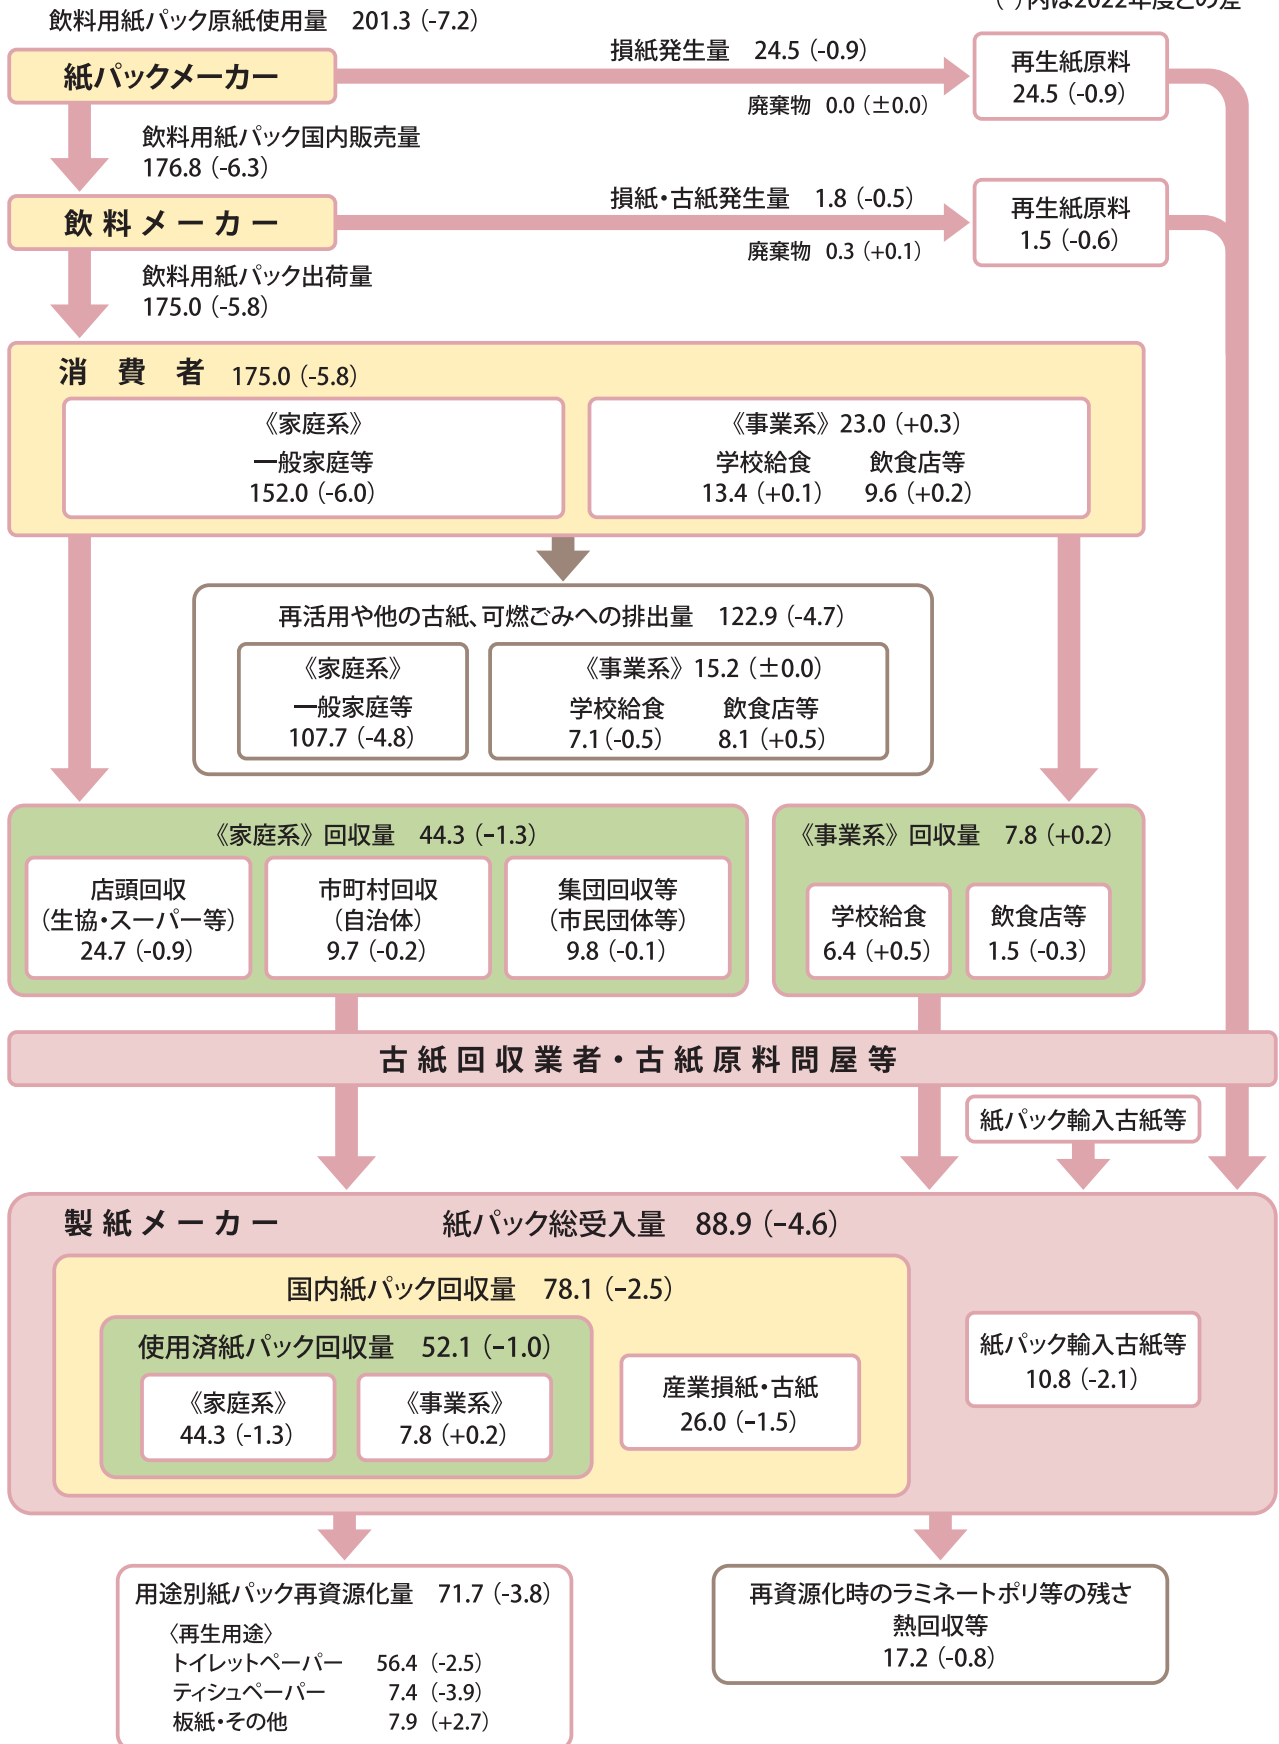 飲料用紙パック原紙使用量 201.3 (-7.2)
( )内は2022年度との差
紙パックメーカー
損紙発生量 24.5 (-0.9)
廃棄物 0.0 (±0.0)
再生紙原料
24.5 (-0.9)
飲料用紙パック国内販売量
176.8 (-6.3)
飲料メーカー
損紙・古紙発生量 1.8 (-0.5)
廃棄物 0.3 (+0.1)
再生紙原料
1.5 (-0.6)
飲料用紙パック出荷量
175.0 (-5.8)
消費者 175.0 (-5.8)
《家庭系》
一般家庭等
152.0 (-6.0)
《事業系》23.0 (+0.3)
学校給食 飲食店等
13.4 (+0.1) 9.6 (+0.2)
再活用や他の古紙、可燃ごみへの排出量 122.9 (-4.7)
《家庭系》
一般家庭等
107.7 (-4.8)
《事業系》15.2 (±0.0)
学校給食 飲食店等
7.1 (-0.5) 8.1 (+0.5)
《家庭系》回収量 44.3 (-1.3)
店頭回収
(生協・スーパー等)
24.7 (-0.9)
市町村回収
(自治体)
9.7 (-0.2)
集団回収等
(市民団体等)
9.8 (-0.1)
《事業系》回収量 7.8 (+0.2)
学校給食
6.4 (+0.5)
飲食店等
1.5 (-0.3)
古紙回収業者・古紙原料問屋等
紙パック輸入古紙等
製紙メーカー 紙パック総受入量 88.9 (-4.6)
国内紙パック回収量 78.1 (-2.5)
使用済紙パック回収量 52.1 (-1.0)
《家庭系》
44.3 (-1.3)
《事業系》
7.8 (+0.2)
産業損紙・古紙
26.0 (-1.5)
紙パック輸入古紙等
10.8 (-2.1)
用途別紙パック再資源化量 71.7 (-3.8)
〈再生用途〉
トイレットペーパー 56.4 (-2.5)
ティシュペーパー 7.4 (-3.9)
板紙・その他 7.9 (+2.7)
再資源化時のラミネートポリ等の残さ
熱回収等
17.2 (-0.8)